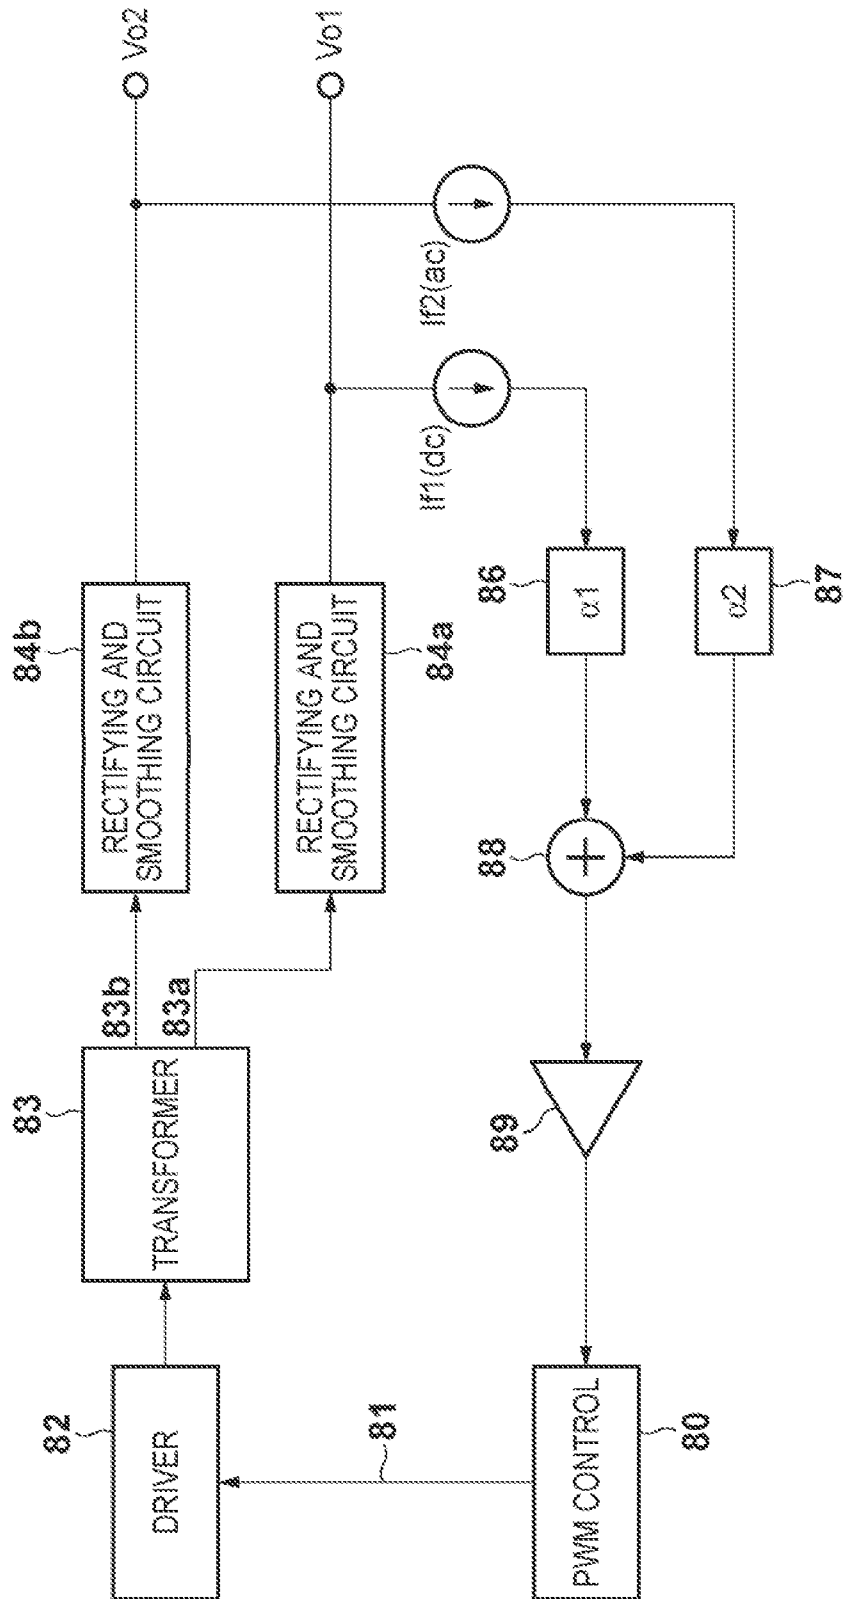 82
DRIVER
83
TRANSFORMER
83b
83a
84b
RECTIFYING AND
SMOOTHING CIRCUIT
Vo2
RECTIFYING AND
SMOOTHING CIRCUIT
84a
Vo1
If1(dc)
If2(ac)
81
PWM CONTROL
80
89
88
+
86
α1
α2
87